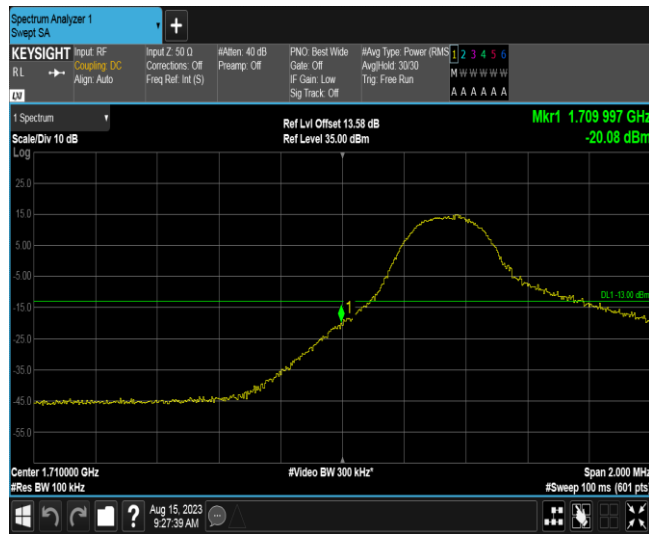 Spectrum Analyzer 1
Swept SA
KEYSIGHT
RL
LXI
Input: RF
Coupling: DC
Align: Auto
Input Z: 50 Ω
Corrections: Off
Freq Ref: Int (S)
#Atten: 40 dB
Preamp: Off
PNO: Best Wide
Gate: Off
IF Gain: Low
Sig Track: Off
#Avg Type: Power (RMS
Avg|Hold: 30/30
Trig: Free Run
1 2 3 4 5 6
M W W W W W
A A A A A A
1 Spectrum
Scale/Div 10 dB
Ref Lvl Offset 13.58 dB
Ref Level 35.00 dBm
Mkr1 1.709 997 GHz
-20.08 dBm
Log
25.0
15.0
5.00
-5.00
-15.0
-25.0
-35.0
-45.0
-55.0
DL1 -13.00 dBm
1
Center 1.710000 GHz
#Res BW 100 kHz
#Video BW 300 kHz*
Span 2.000 MHz
#Sweep 100 ms (601 pts)
?
Aug 15, 2023
9:27:39 AM